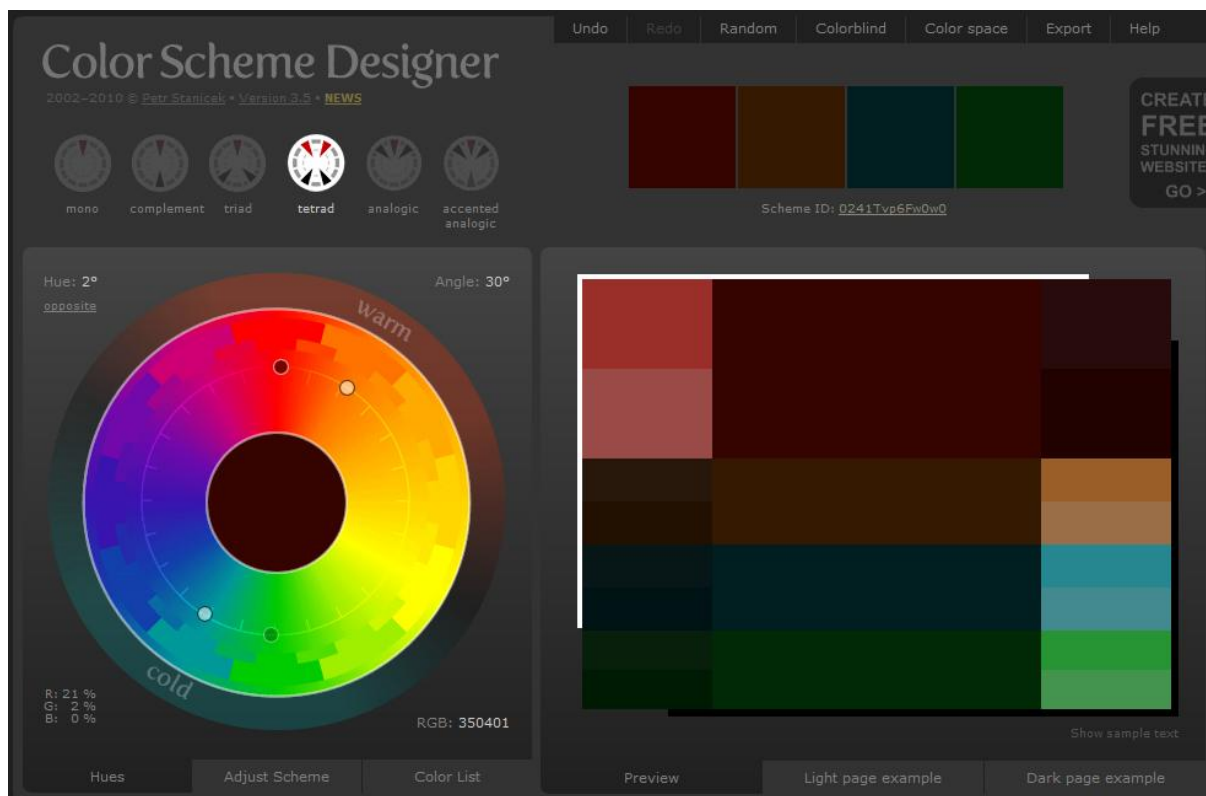 Undo Redo Random Colorblind Color space Export Help
Color Scheme Designer
2002–2010 © Petr Stanicek • Version 3.5 • NEWS
CREATE
FREE
STUNNING
WEBSITE
GO >
mono complement triad tetrad analogic accented
analogic
Scheme ID: 0241Tvp6Fw0w0
Hue: 2° Angle: 30°
opposite
warm
cold
R: 21 %
G: 2 %
B: 0 %
RGB: 350401
Show sample text
Hues Adjust Scheme Color List
Preview Light page example Dark page example